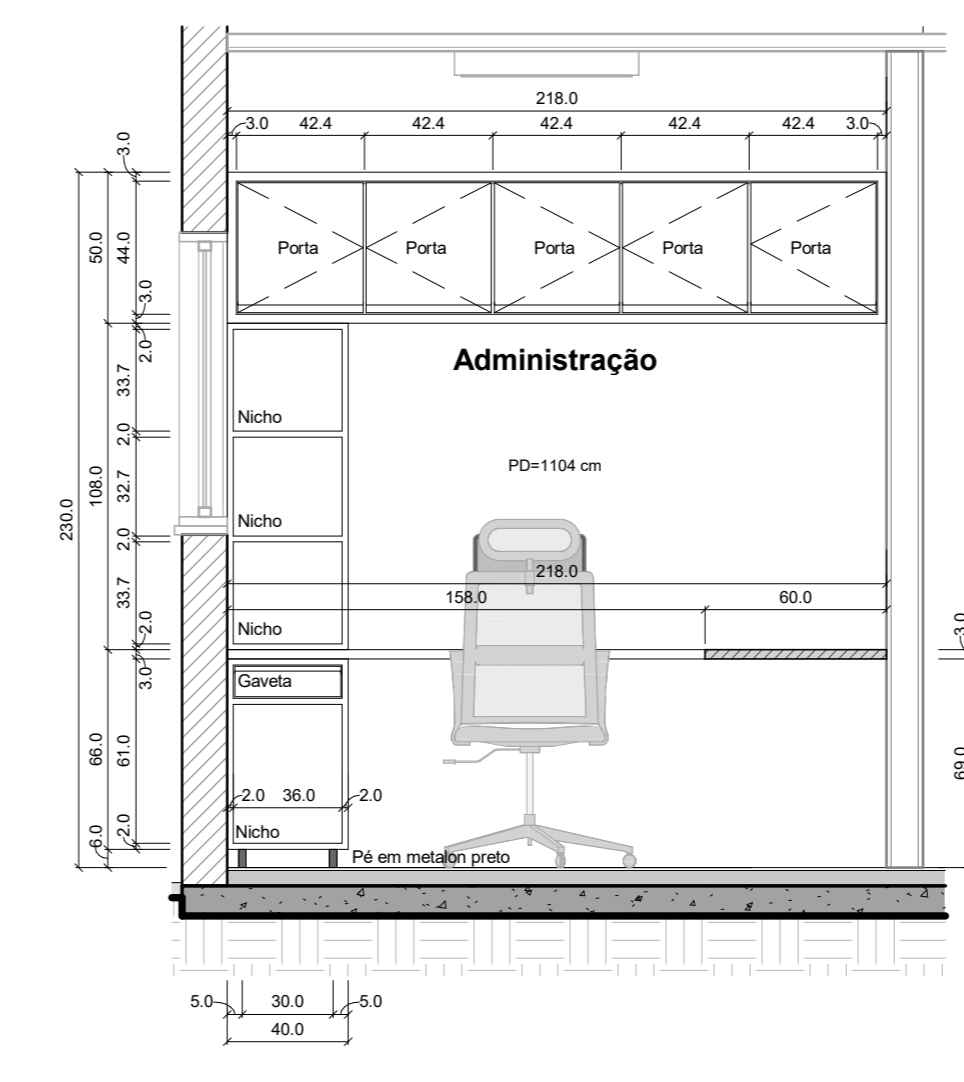 218.0
3.0 42.4 42.4 42.4 42.4 42.4 3.0
3.0
50.0
44.0
3.0
Porta Porta Porta Porta Porta
Administração
2.0
33.7
Nicho
2.0
PD=1104 cm
230.0
108.0
32.7
Nicho
2.0
218.0
158.0 60.0
33.7
2.0
Nicho
3.0
3.0
Gaveta
66.0
61.0
69.0
2.0 36.0 2.0
2.0
Nicho
6.0
Pé em metalon preto
5.0 30.0 5.0
40.0